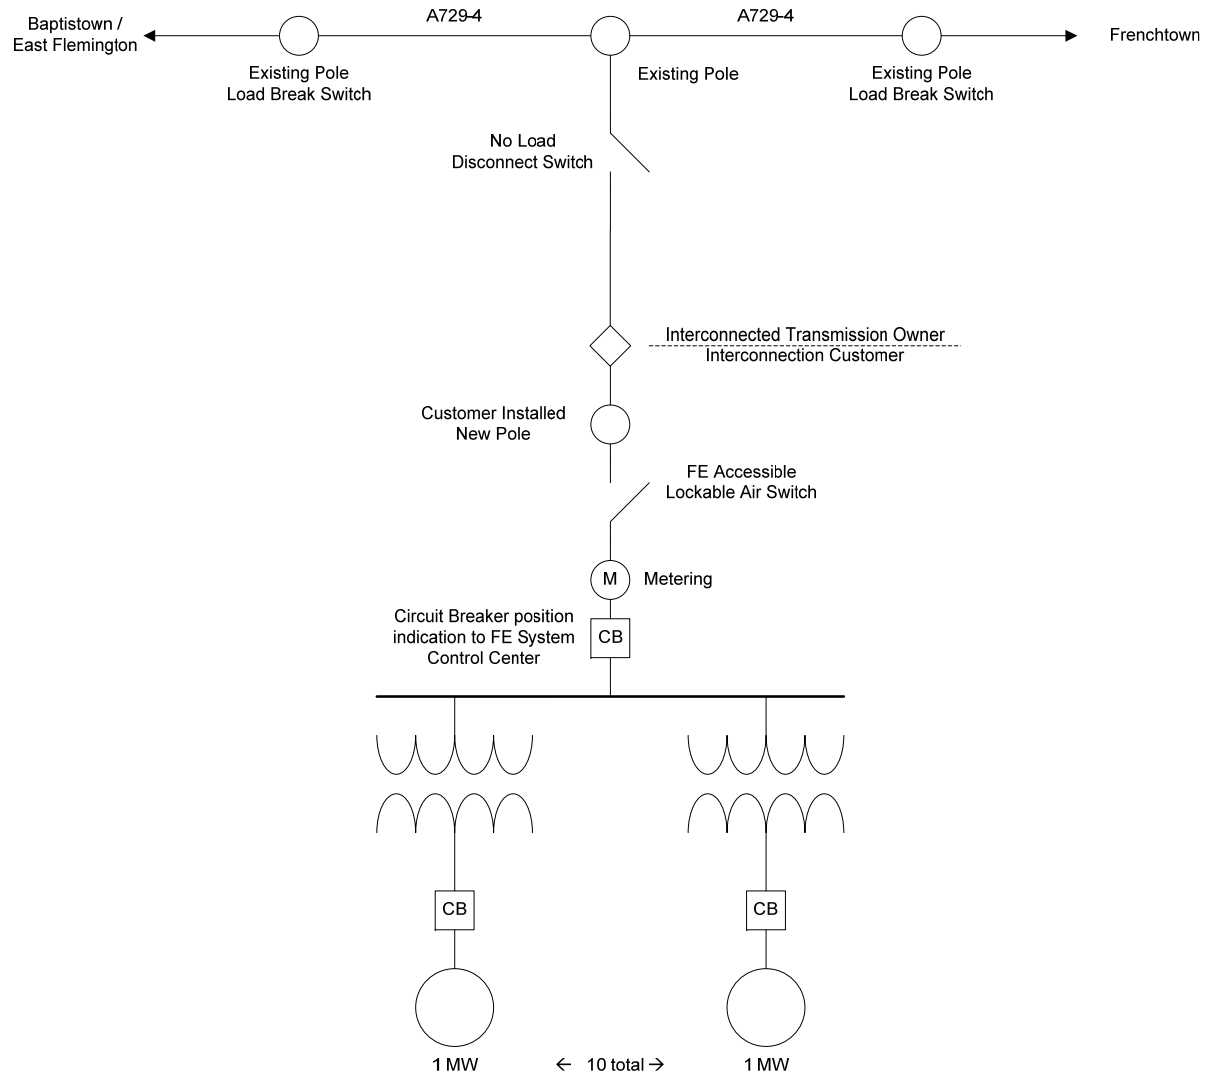 A729-4
A729-4
Baptistown /
East Flemington
Frenchtown
Existing Pole
Load Break Switch
Existing Pole
Existing Pole
Load Break Switch
No Load
Disconnect Switch
Interconnected Transmission Owner
Interconnection Customer
Customer Installed
New Pole
FE Accessible
Lockable Air Switch
M
Metering
Circuit Breaker position
indication to FE System
Control Center
CB
CB
CB
1 MW
← 10 total →
1 MW